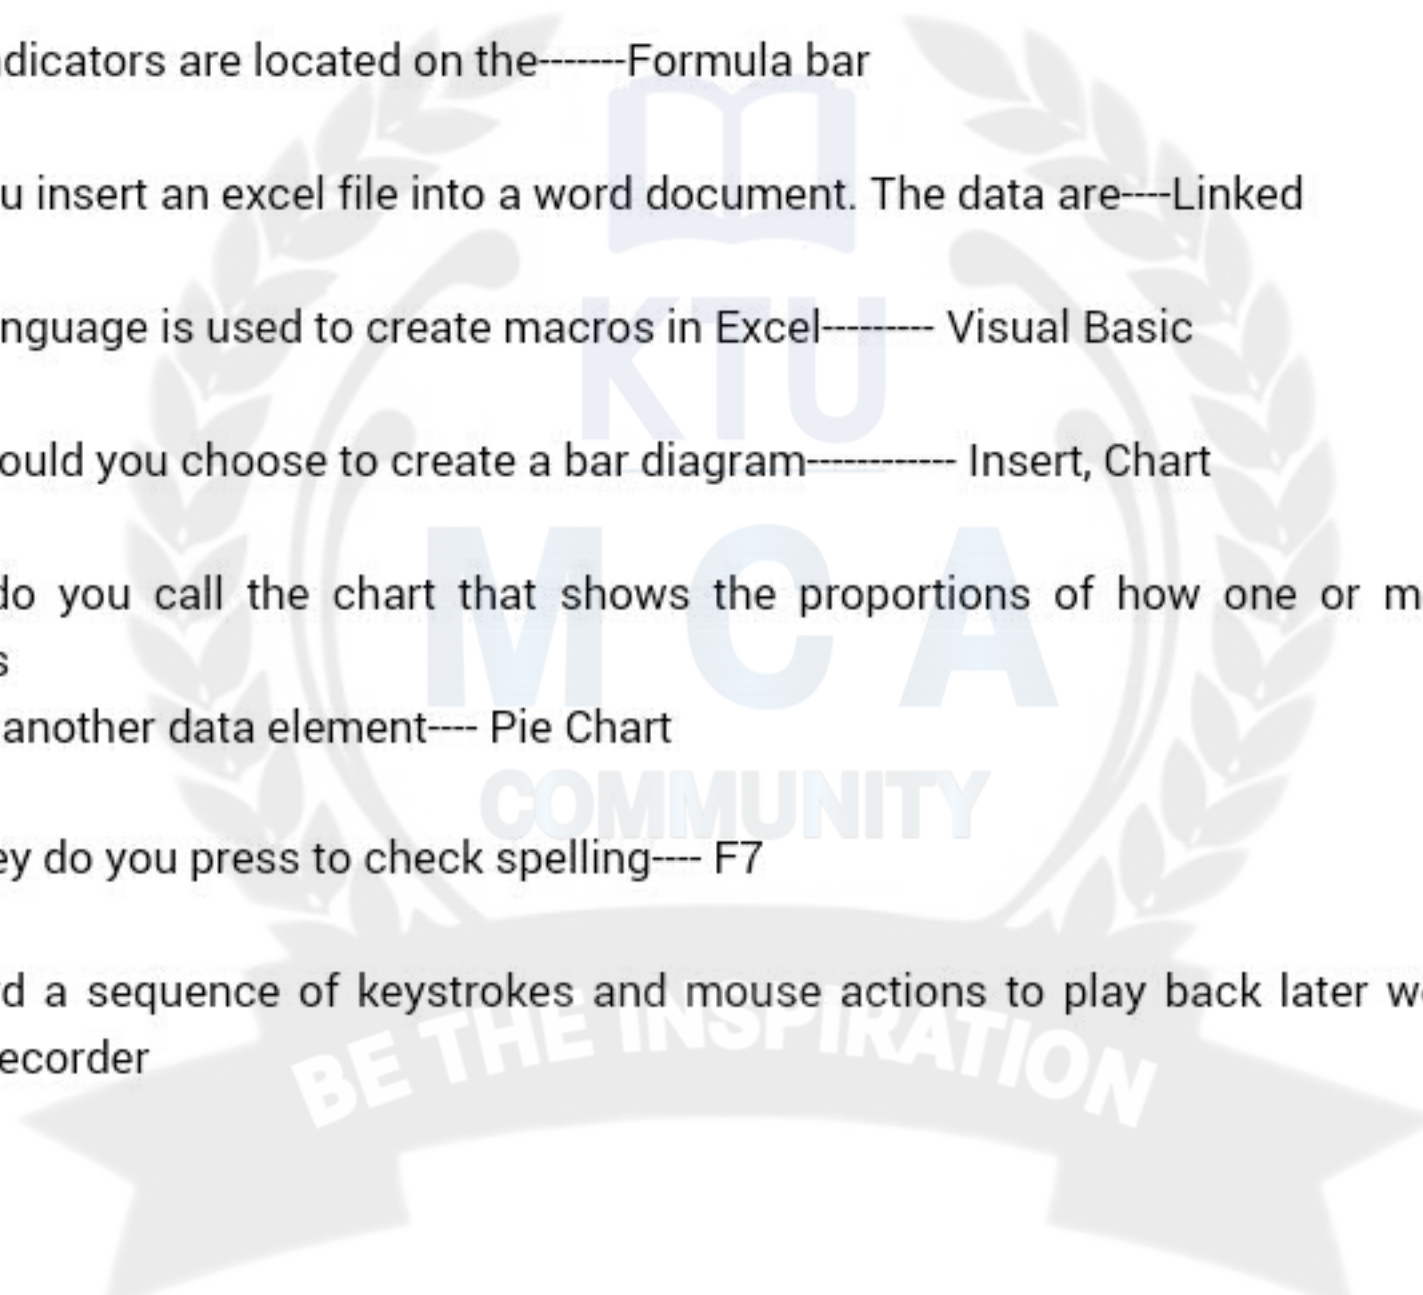 ndicators are located on the-------Formula bar
u insert an excel file into a word document. The data are----Linked
nguage is used to create macros in Excel--------- Visual Basic
ould you choose to create a bar diagram------------ Insert, Chart
do you call the chart that shows the proportions of how one or m
s
another data element---- Pie Chart
ey do you press to check spelling---- F7
d a sequence of keystrokes and mouse actions to play back later w
ecorder
KTU
MCA
COMMUNITY
BE THE INSPIRATION